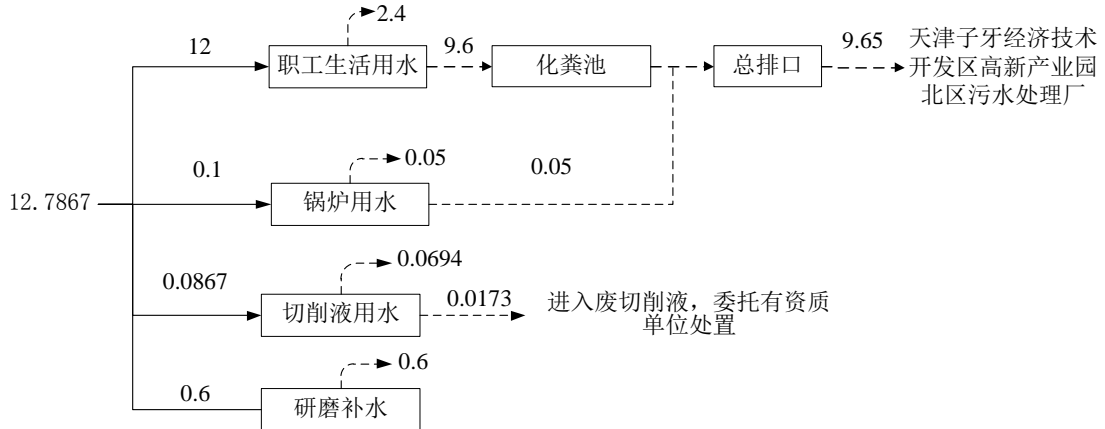 2.4
12
职工生活用水
9.6
化粪池
总排口
9.65
天津子牙经济技术
开发区高新产业园
北区污水处理厂
0.05
0.1
锅炉用水
0.05
12.7867
0.0694
0.0867
切削液用水
0.0173
进入废切削液，委托有资质
单位处置
0.6
0.6
研磨补水